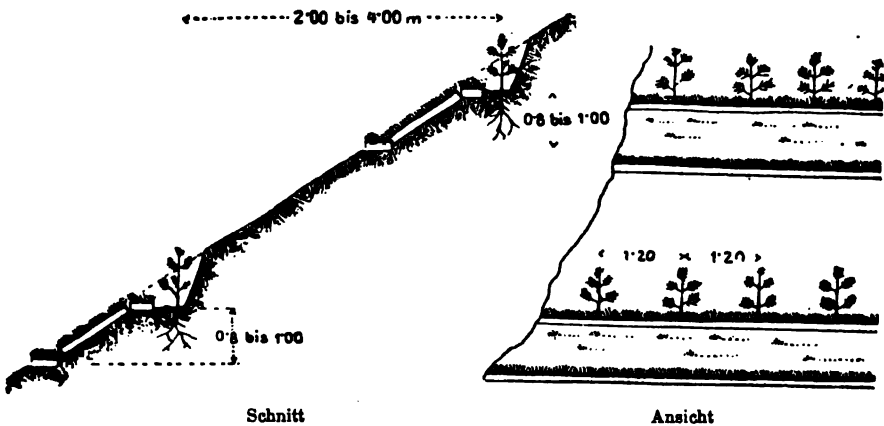 2·00 bis 4·00 m
0·8 bis 1·00
1·20 1·20
0·8 bis 1·00
Schnitt Ansicht